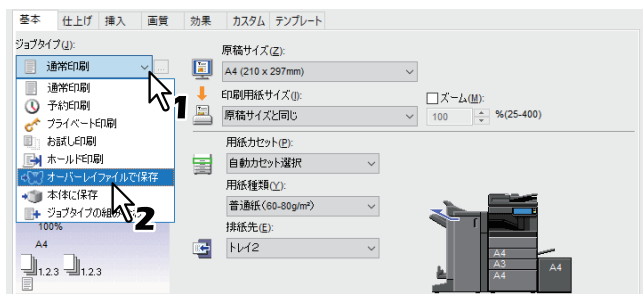 基本 仕上げ 挿入 画質 効果 カスタム テンプレート
ジョブタイプ(J):
通常印刷
通常印刷
予約印刷
プライベート印刷
お試し印刷
ホールド印刷
オーバーレイファイルで保存
本体に保存
ジョブタイプの組み
1
2
100%
A4
1.2.3 1.2.3
原稿サイズ(Z):
A4 (210 x 297mm)
印刷用紙サイズ(I):
原稿サイズと同じ
ズーム(M):
100 %(25-400)
用紙カセット(P):
自動カセット選択
用紙種類(Y):
普通紙(60-80g/m²)
排紙先(E):
トレイ2
A4
A3
A4
A4